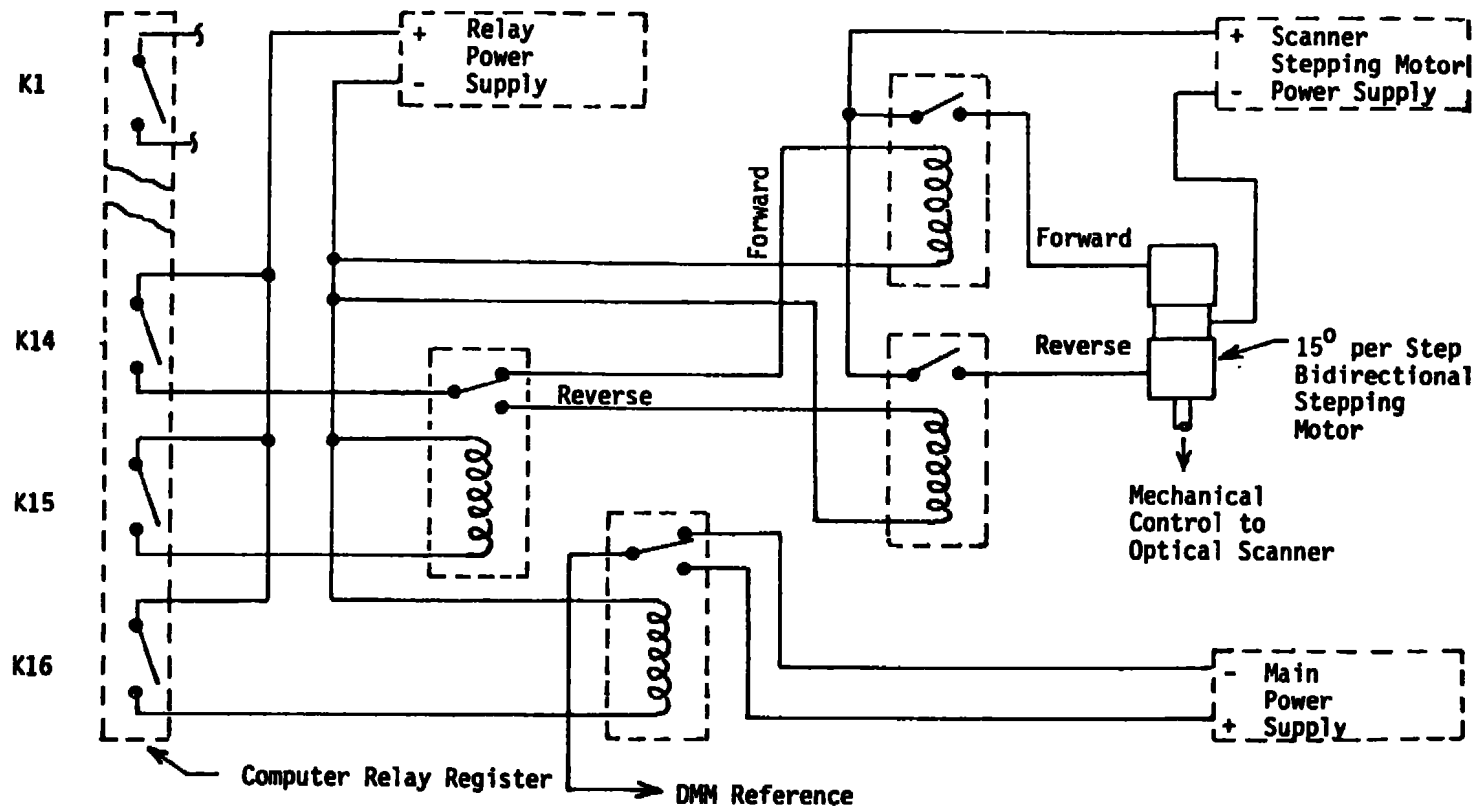 K1
+ Relay
Power
- Supply
+ Scanner
Stepping Motor
- Power Supply
Forward
Forward
K14
Reverse
Reverse
15° per Step
Bidirectional
Stepping
Motor
K15
Mechanical
Control to
Optical Scanner
K16
- Main
Power
+ Supply
Computer Relay Register
DMM Reference